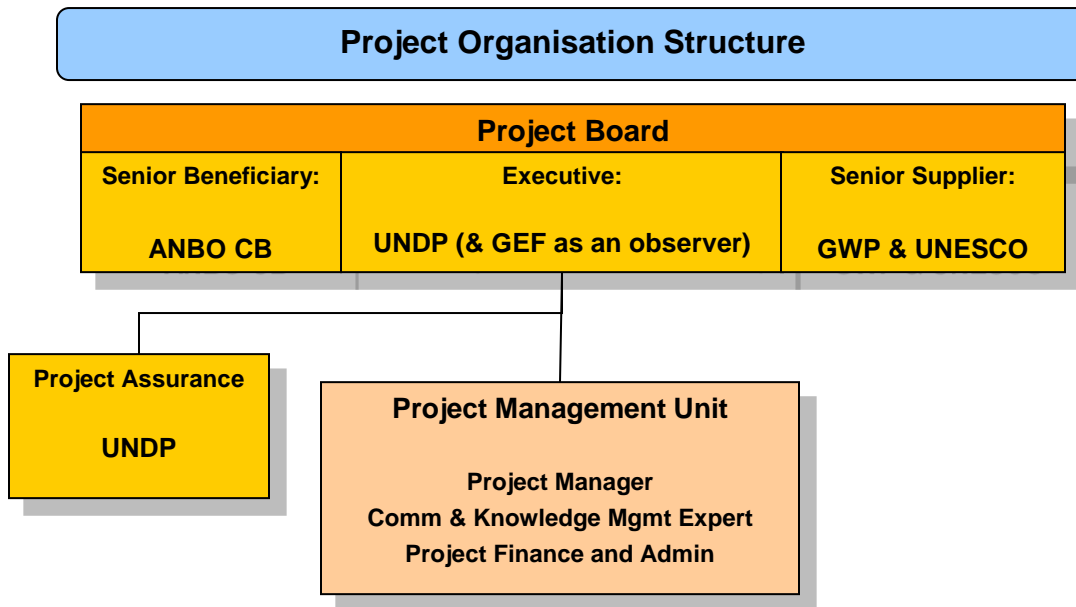 Project Organisation Structure
Project Board
Senior Beneficiary:
ANBO CB
Executive:
UNDP (& GEF as an observer)
Senior Supplier:
GWP & UNESCO
Project Assurance
UNDP
Project Management Unit
Project Manager
Comm & Knowledge Mgmt Expert
Project Finance and Admin